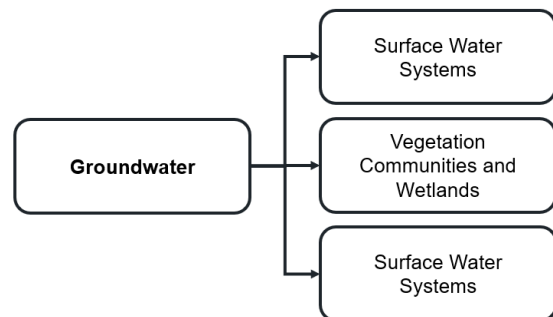 Surface Water
Systems
Groundwater
Vegetation
Communities and
Wetlands
Surface Water
Systems